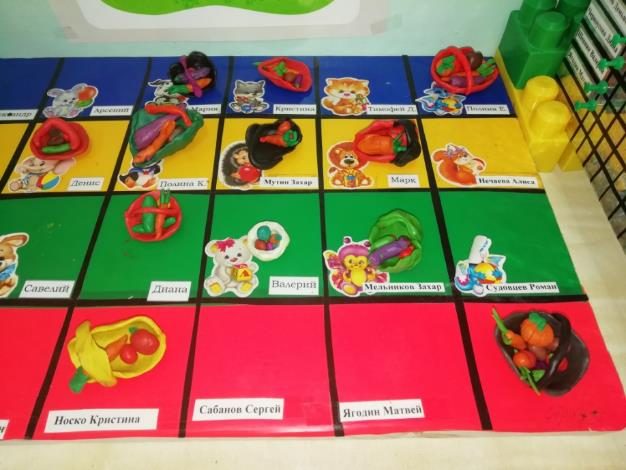 Арсений
Кристина
Тимофей Д.
Полина Е.
Денис
Полина К.
Мутин Захар
Марк
Нечаева Алиса
Савелий
Диана
Валерий
Мельников Захар
Судовцев Роман
Носко Кристина
Сабанов Сергей
Ягодин Матвей